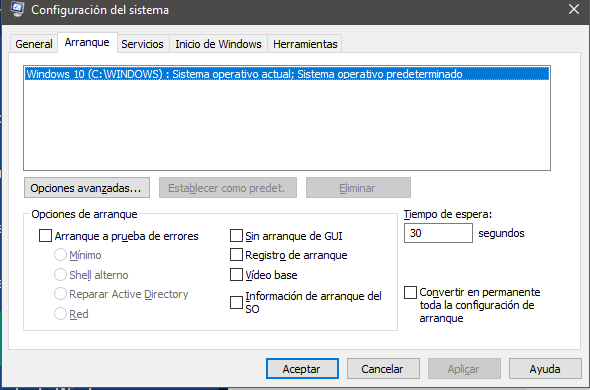 Configuración del sistema
General Arranque Servicios Inicio de Windows Herramientas
Windows 10 (C:\WINDOWS) : Sistema operativo actual; Sistema operativo predeterminado
Opciones avanzadas... Establecer como predet. Eliminar
Opciones de arranque
Arranque a prueba de errores
Mínimo
Shell alterno
Reparar Active Directory
Red
Sin arranque de GUI
Registro de arranque
Vídeo base
Información de arranque del
SO
Tiempo de espera:
30 segundos
Convertir en permanente
toda la configuración de
arranque
Aceptar Cancelar Aplicar Ayuda